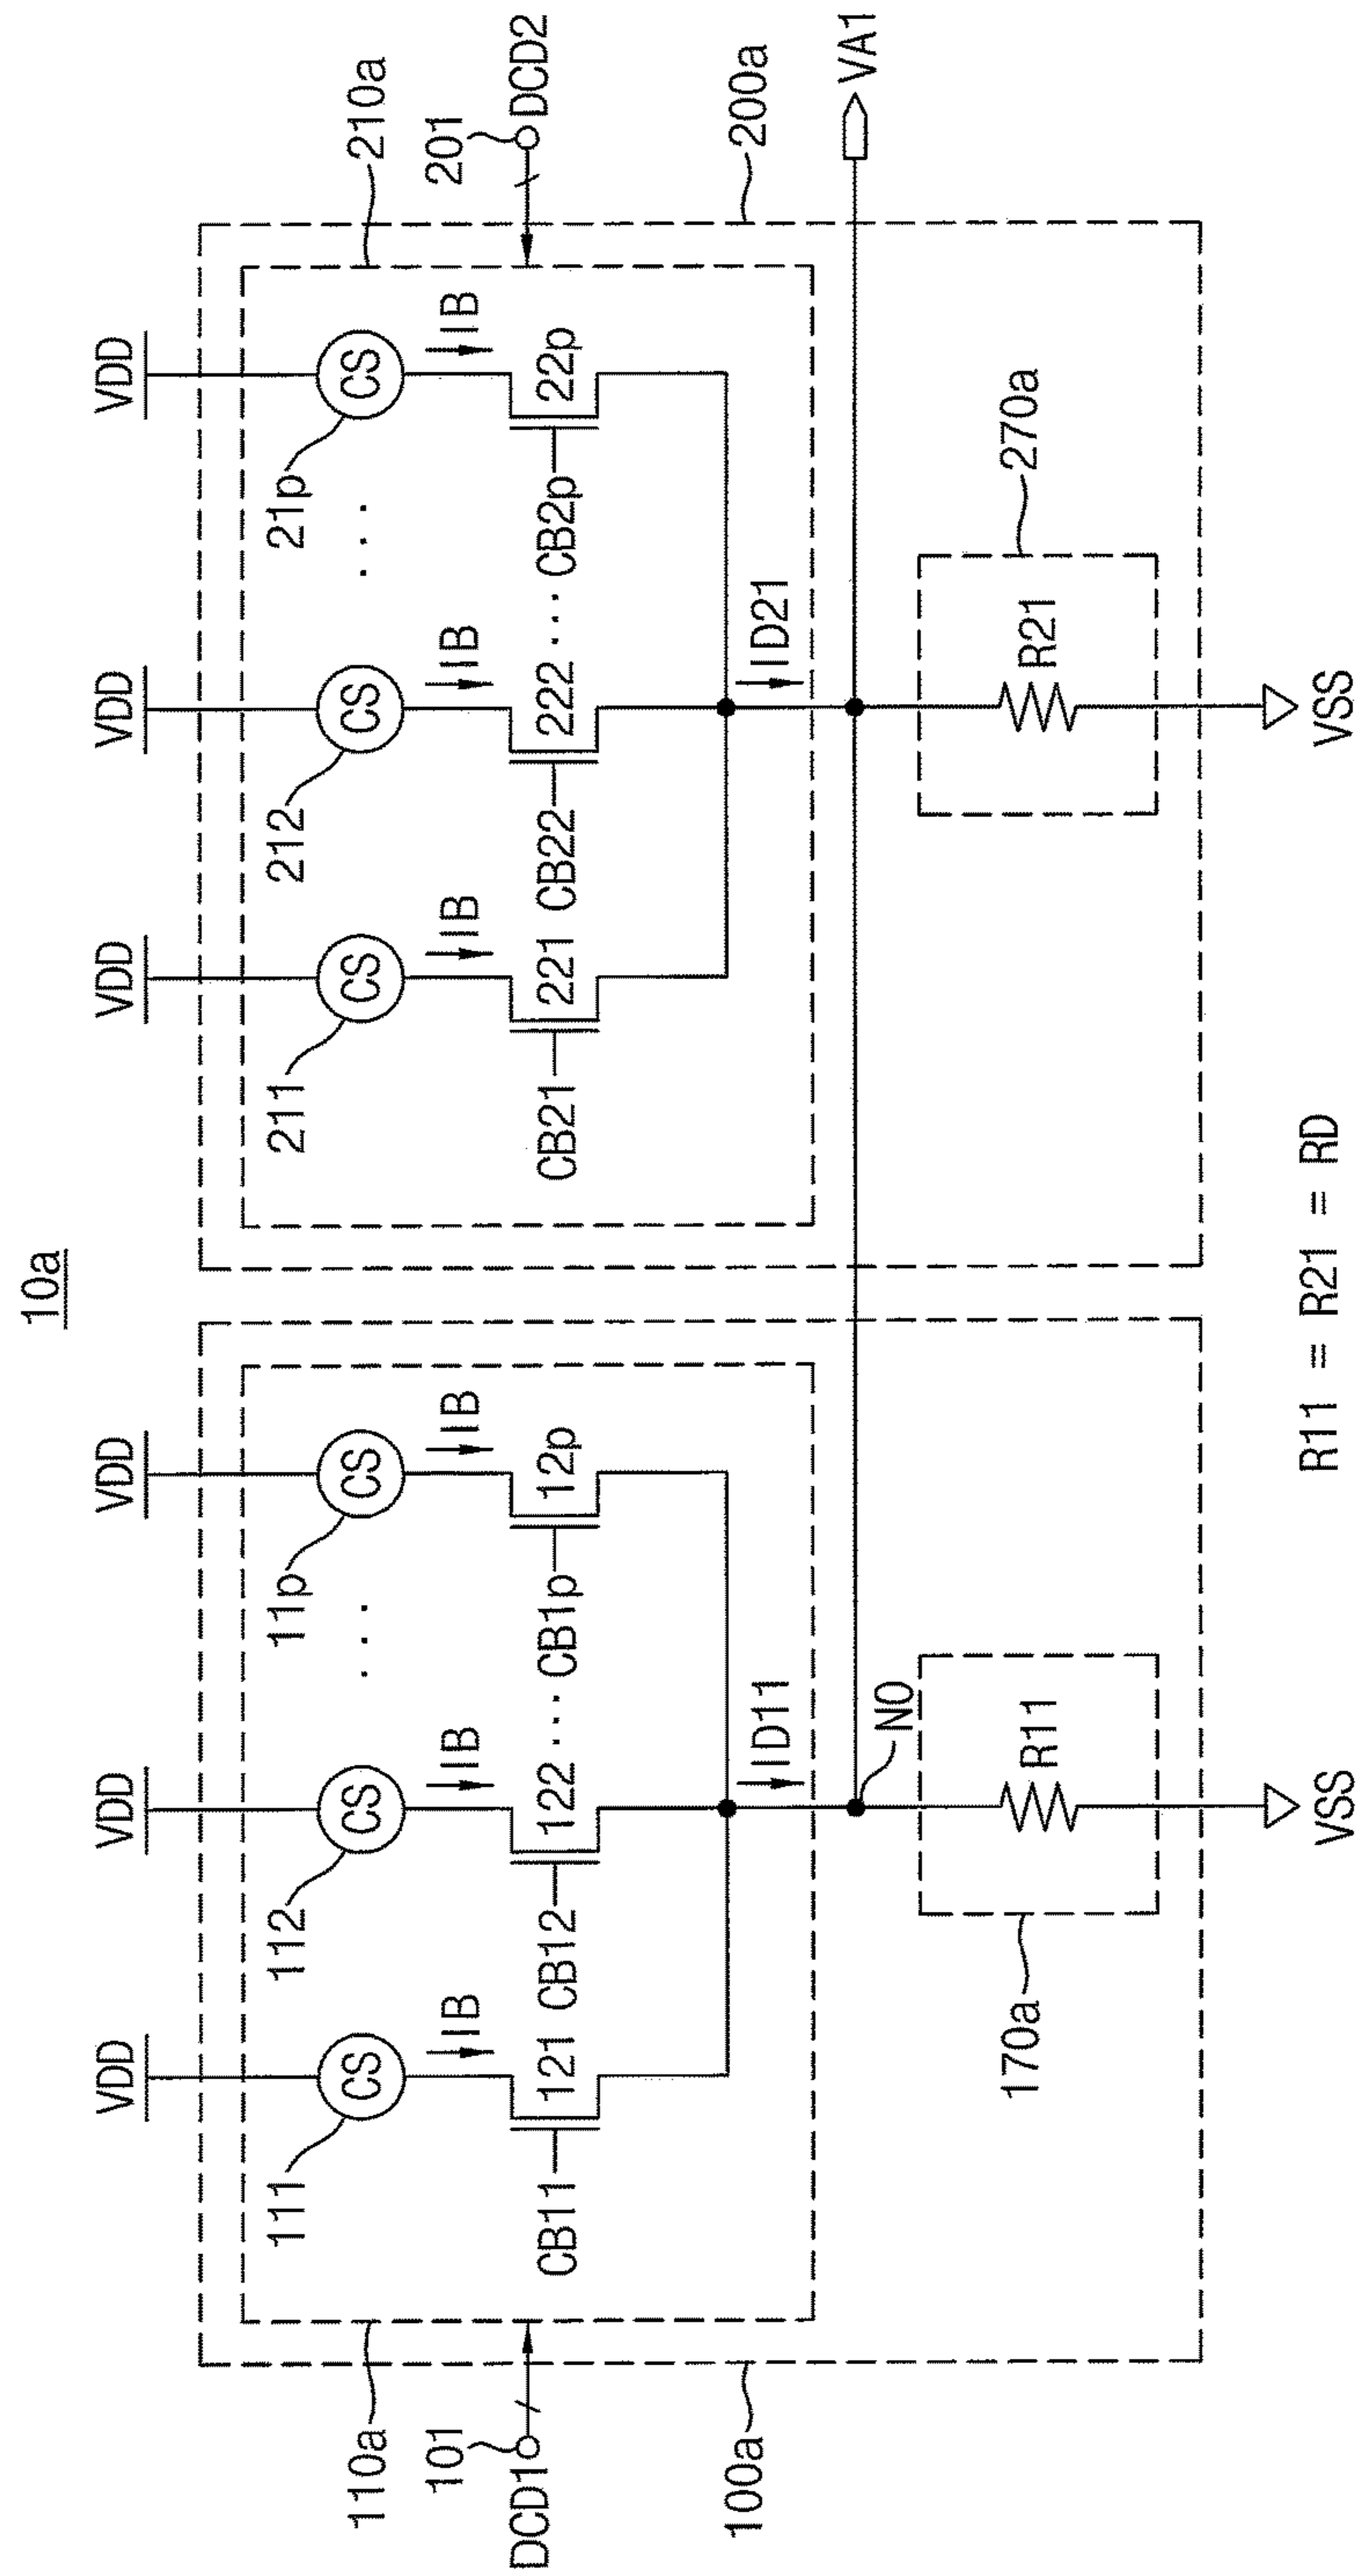 10a
VDD VDD VDD VDD VDD VDD
111 112 11p 211 212 21p
CS CS ... CS CS CS ... CS
110a 210a
IB IB IB IB IB IB
101 201
DCD1 DCD2
CB11 121 CB12 122 ... CB1p 12p CB21 221 CB22 222 ... CB2p 22p
ID11 ID21
100a 200a
NO VA1
170a R11 R21 270a
VSS VSS
R11 = R21 = RD